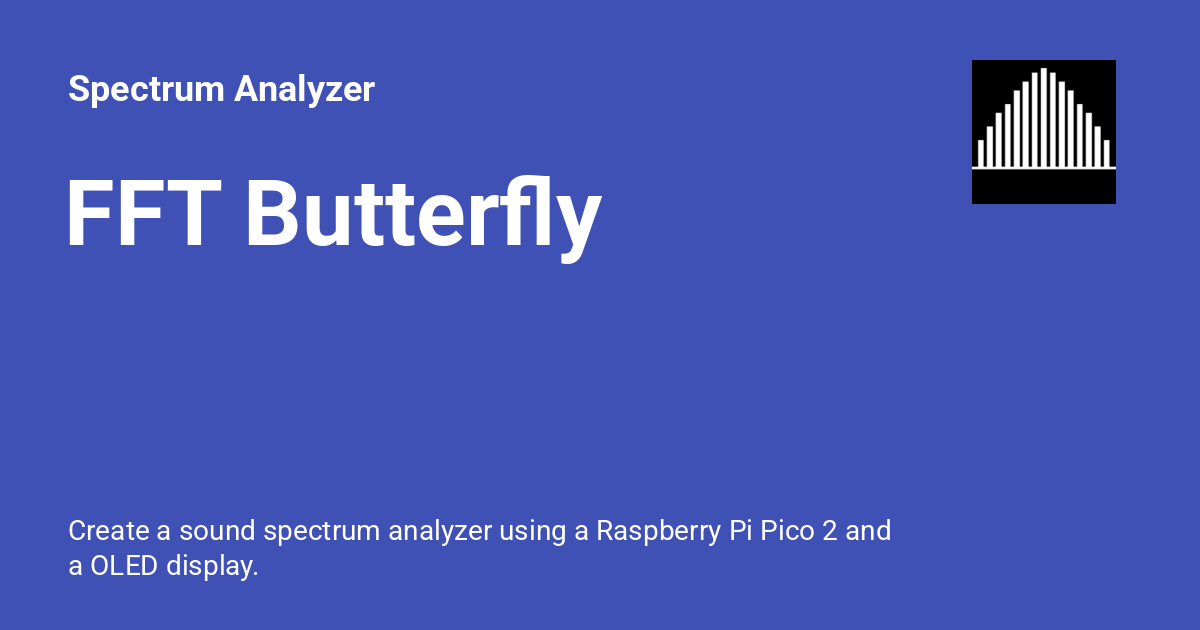 Spectrum Analyzer
FFT Butterfly
Create a sound spectrum analyzer using a Raspberry Pi Pico 2 and
a OLED display.